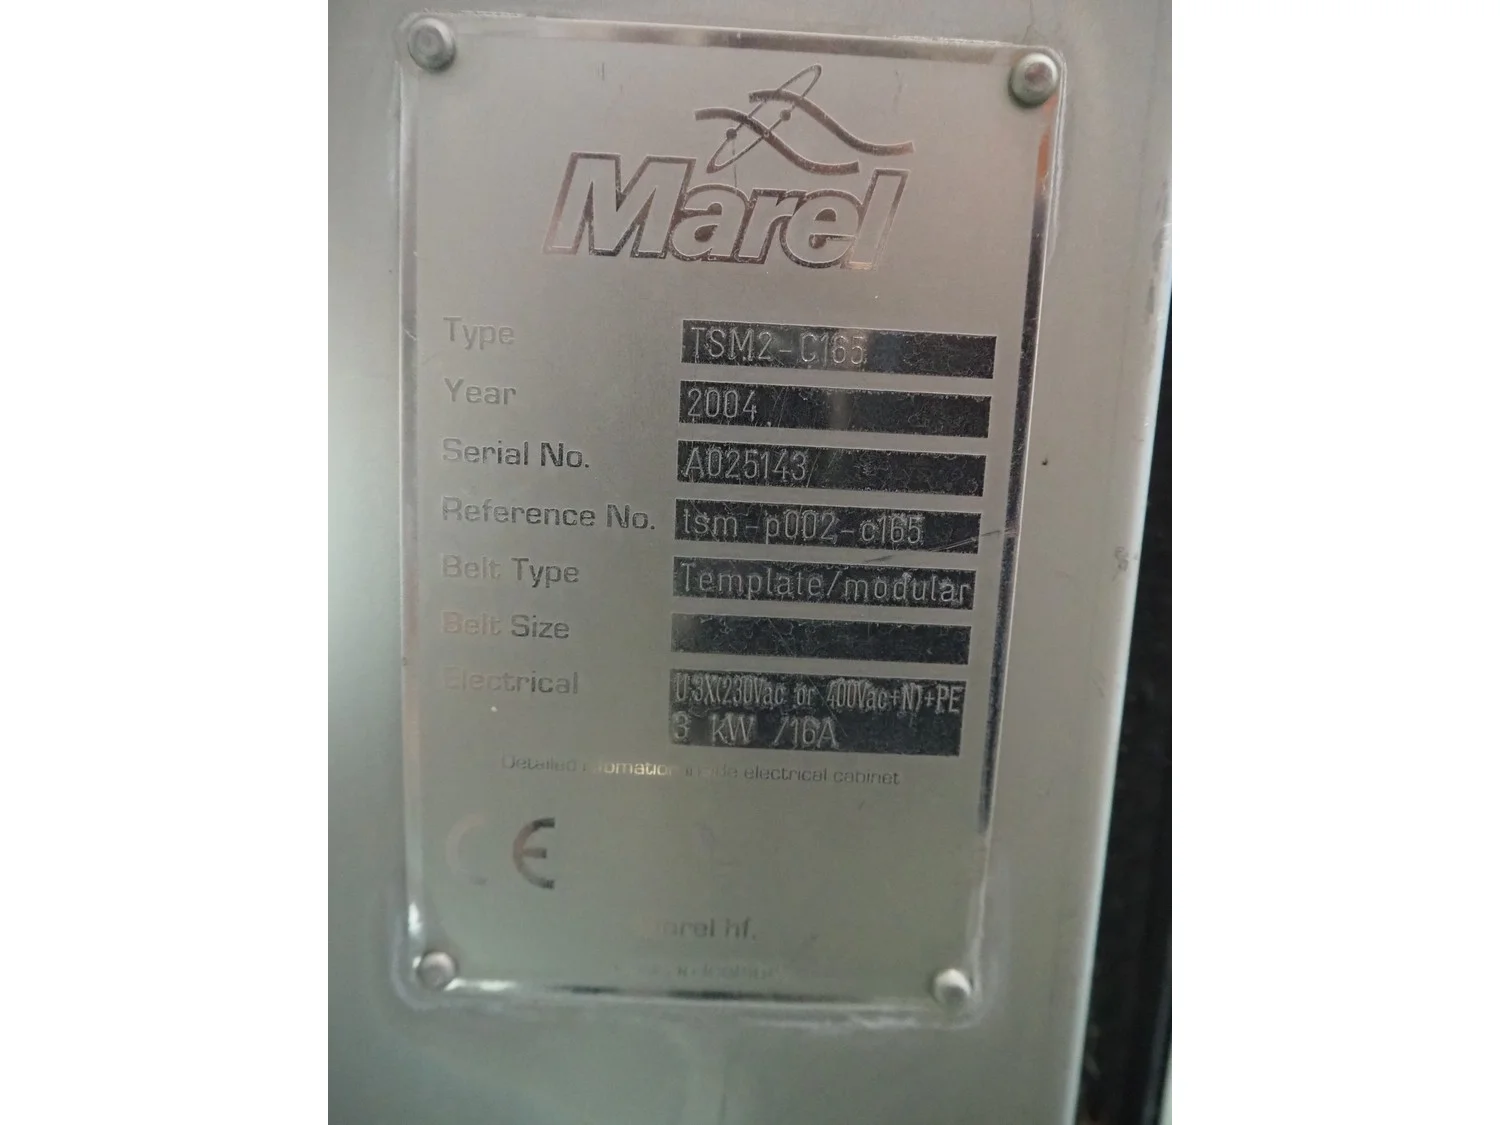 Marel
Type TSM2-C165
Year 2004
Serial No. A025143
Reference No. tsm-p002-c165
Belt Type Template/modular
Belt Size
Electrical U:3X(230Vac or 400Vac+N)+PE
3 kW /16A
Detailed information inside electrical cabinet
CE
Marel hf.